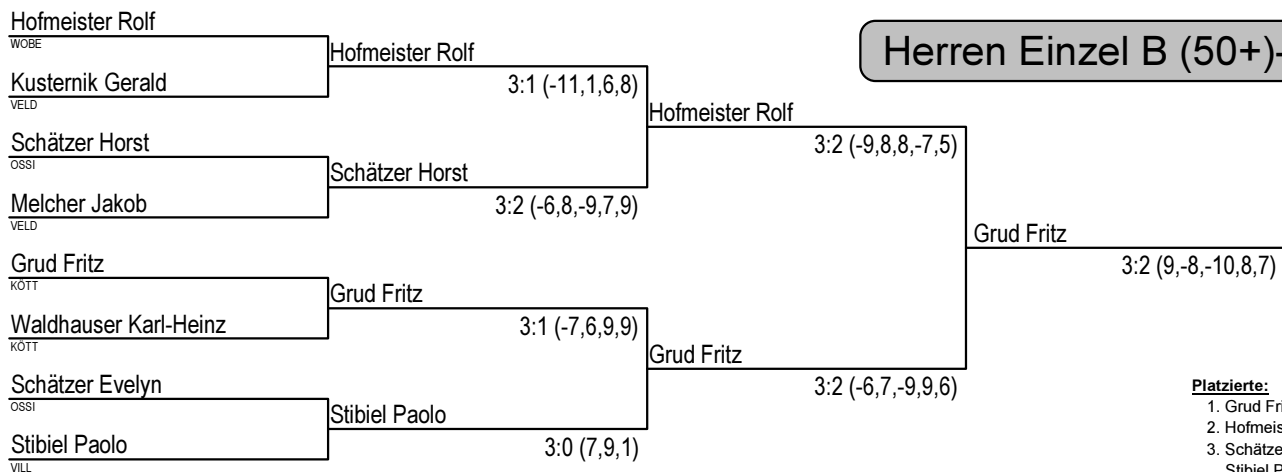 Hofmeister Rolf
WOBE
Kusternik Gerald
VELD
Schätzer Horst
OSSI
Melcher Jakob
VELD
Grud Fritz
KÖTT
Waldhauser Karl-Heinz
KÖTT
Schätzer Evelyn
OSSI
Stibiel Paolo
VILL
Hofmeister Rolf
3:1 (-11,1,6,8)
Schätzer Horst
3:2 (-6,8,-9,7,9)
Grud Fritz
3:1 (-7,6,9,9)
Stibiel Paolo
3:0 (7,9,1)
Hofmeister Rolf
3:2 (-9,8,8,-7,5)
Grud Fritz
3:2 (-6,7,-9,9,6)
Grud Fritz
3:2 (9,-8,-10,8,7)
Herren Einzel B (50+)-
Platzierte:
1. Grud Fri
2. Hofmeis
3. Schätze
Stibiel P